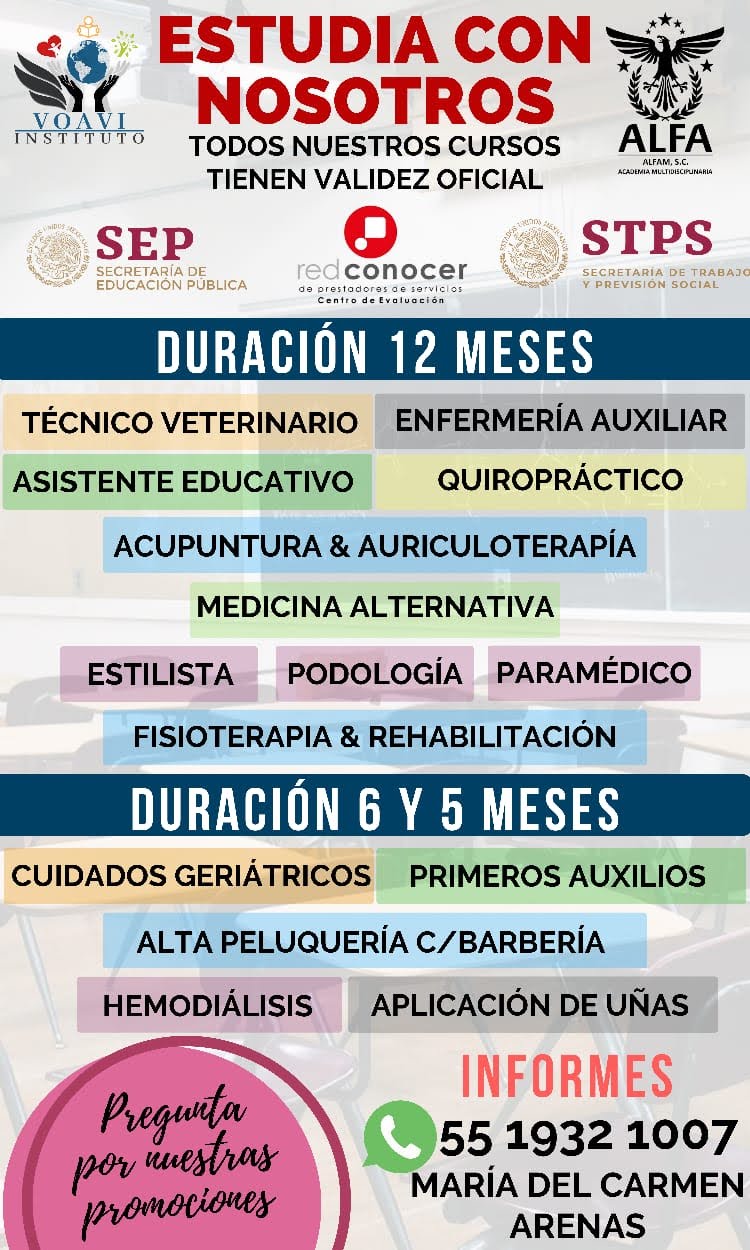 ESTUDIA CON
NOSOTROS
TODOS NUESTROS CURSOS
TIENEN VALIDEZ OFICIAL
VOAVI
INSTITUTO
ALFA
ALFAM, S.C.
ACADEMIA MULTIDISCIPLINARIA
SEP
SECRETARÍA DE
EDUCACIÓN PÚBLICA
red conocer
de prestadores de servicios
Centro de Evaluación
STPS
SECRETARÍA DE TRABAJO
Y PREVISIÓN SOCIAL
DURACIÓN 12 MESES
TÉCNICO VETERINARIO
ENFERMERÍA AUXILIAR
ASISTENTE EDUCATIVO
QUIROPRÁCTICO
ACUPUNTURA & AURICULOTERAPÍA
MEDICINA ALTERNATIVA
ESTILISTA
PODOLOGÍA
PARAMÉDICO
FISIOTERAPIA & REHABILITACIÓN
DURACIÓN 6 Y 5 MESES
CUIDADOS GERIÁTRICOS
PRIMEROS AUXILIOS
ALTA PELUQUERÍA C/BARBERÍA
HEMODIÁLISIS
APLICACIÓN DE UÑAS
Pregunta
por nuestras
promociones
INFORMES
55 1932 1007
MARÍA DEL CARMEN
ARENAS